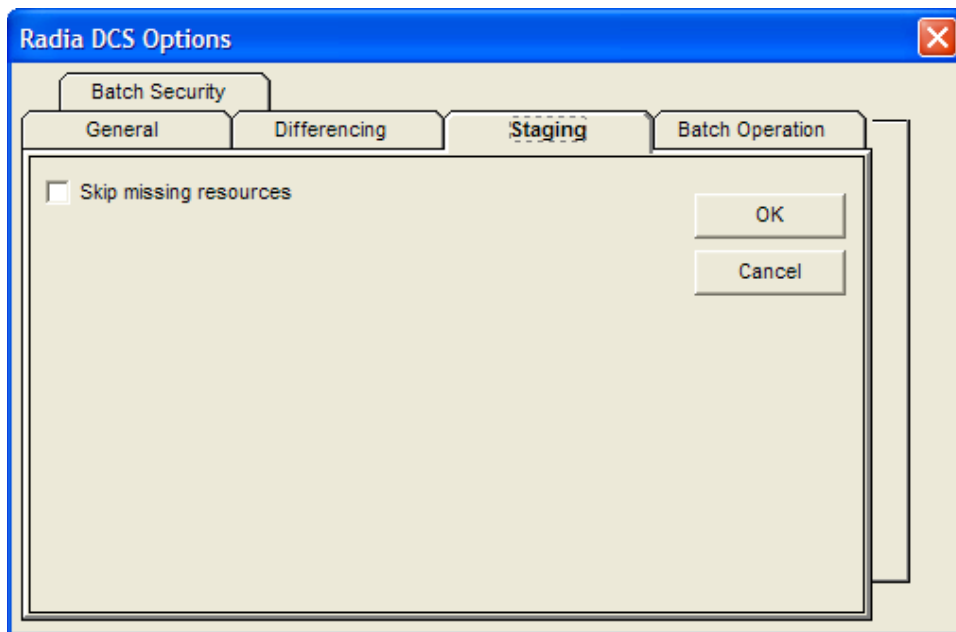 Radia DCS Options
Batch Security
General Differencing Staging Batch Operation
Skip missing resources
OK
Cancel